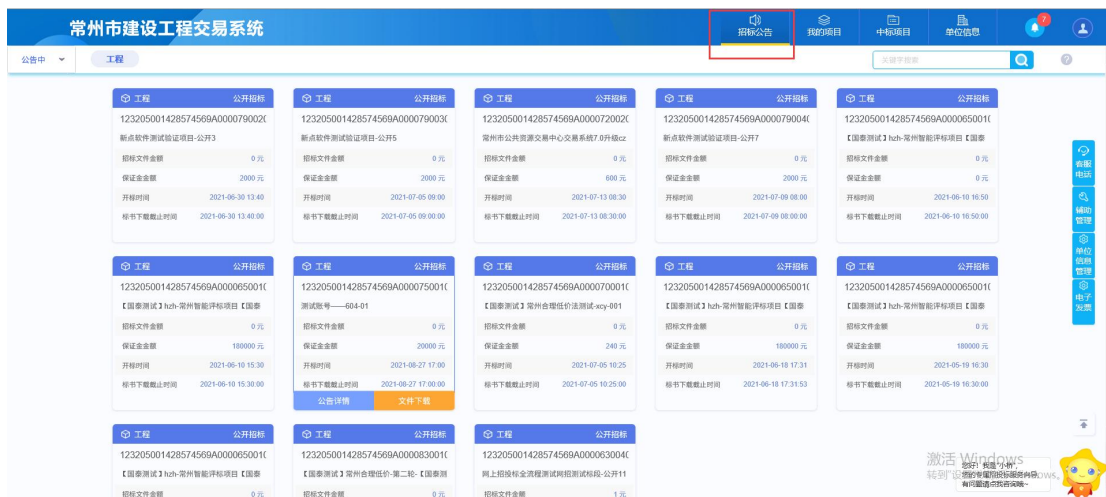 常州市建设工程交易系统
招标公告 我的项目 中标项目 单位信息 7
公告中 工程 关键字搜索
工程 公开招标 工程 公开招标 工程 公开招标 工程 公开招标 工程 公开招标
1232050014285745​69A000079002( 123205001428574569A000079003( 123205001428574569A000072002( 123205001428574569A000079004( 123205001428574569A000065001(
新点软件测试验证项目-公开3 新点软件测试验证项目-公开5 常州市公共资源交易中心交易系统7.0升级cz 新点软件测试验证项目-公开7 【国泰测试】hzh-常州智能评标项目【国泰
招标文件金额 0 元 招标文件金额 0 元 招标文件金额 0 元 招标文件金额 0 元 招标文件金额 0 元
保证金金额 2000 元 保证金金额 2000 元 保证金金额 600 元 保证金金额 2000 元 保证金金额 0 元
开标时间 2021-06-30 13:40 开标时间 2021-07-05 09:00 开标时间 2021-07-13 08:30 开标时间 2021-07-09 08:00 开标时间 2021-06-10 16:50
标书下载截止时间 2021-06-30 13:40:00 标书下载截止时间 2021-07-05 09:00:00 标书下载截止时间 2021-07-13 08:30:00 标书下载截止时间 2021-07-09 08:00:00 标书下载截止时间 2021-06-10 16:50:00
工程 公开招标 工程 公开招标 工程 公开招标 工程 公开招标 工程 公开招标
123205001428574569A000065001( 123205001428574569A000075001( 123205001428574569A000070001( 123205001428574569A000065001( 123205001428574569A000065001(
【国泰测试】hzh-常州智能评标项目【国泰 测试账号——604-01 【国泰测试】常州合理低价法测试-xcy-001 【国泰测试】hzh-常州智能评标项目【国泰 【国泰测试】hzh-常州智能评标项目【国泰
招标文件金额 0 元 招标文件金额 0 元 招标文件金额 0 元 招标文件金额 0 元 招标文件金额 0 元
保证金金额 180000 元 保证金金额 20000 元 保证金金额 240 元 保证金金额 180000 元 保证金金额 180000 元
开标时间 2021-06-10 15:30 开标时间 2021-08-27 17:00 开标时间 2021-07-05 10:25 开标时间 2021-06-18 17:31 开标时间 2021-05-19 16:30
标书下载截止时间 2021-06-10 15:30:00 标书下载截止时间 2021-08-27 17:00:00 标书下载截止时间 2021-07-05 10:25:00 标书下载截止时间 2021-06-18 17:31:53 标书下载截止时间 2021-05-19 16:30:00
公告详情 文件下载
工程 公开招标 工程 公开招标 工程 公开招标
123205001428574569A000065001( 123205001428574569A000083001( 123205001428574569A000063004(
【国泰测试】hzh-常州智能评标项目【国泰 【国泰测试】常州合理低价-第二轮-【国泰测 网上招投标全流程测试网招测试标段-公开11
招标文件金额 0 元 招标文件金额 0 元 招标文件金额 1 元
客服
电话
辅助
管理
单位
信息
管理
电子
发票
激活 Windows
转到"设
您好！我是"小桥"，
您的专属招投标服务向导，
有问题请点我咨询哦~